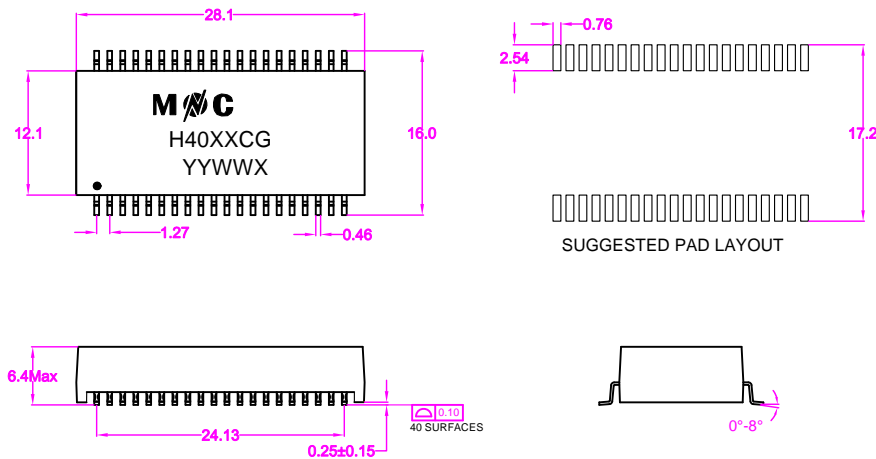 28.1
0.76
2.54
M C
12.1
H40XXCG
16.0
17.2
YYWWX
1.27
0.46
SUGGESTED PAD LAYOUT
6.4Max
0.10
40 SURFACES
24.13
0.25±0.15
0°-8°